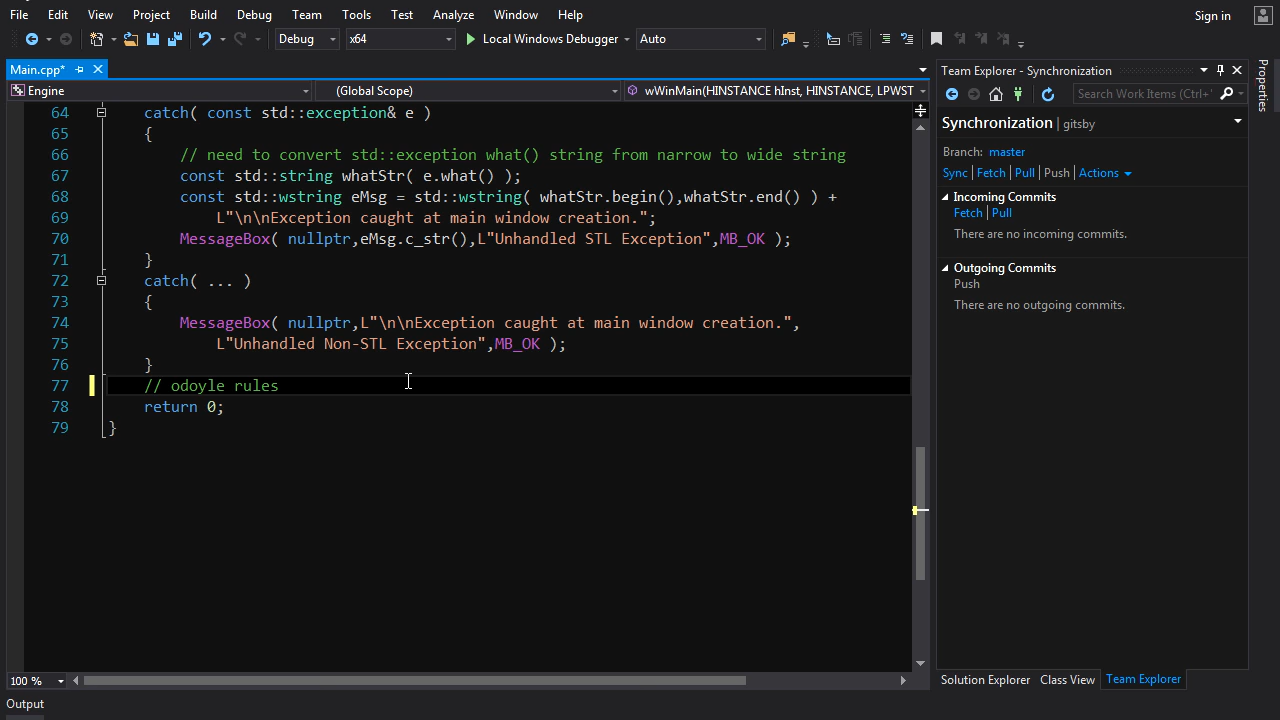 File Edit View Project Build Debug Team Tools Test Analyze Window Help Sign in
Debug x64 Local Windows Debugger Auto
Main.cpp*
Engine (Global Scope) wWinMain(HINSTANCE hInst, HINSTANCE, LPWST
64 catch( const std::exception& e )
65 {
66 // need to convert std::exception what() string from narrow to wide string
67 const std::string whatStr( e.what() );
68 const std::wstring eMsg = std::wstring( whatStr.begin(),whatStr.end() ) +
69 L"\n\nException caught at main window creation.";
70 MessageBox( nullptr,eMsg.c_str(),L"Unhandled STL Exception",MB_OK );
71 }
72 catch( ... )
73 {
74 MessageBox( nullptr,L"\n\nException caught at main window creation.",
75 L"Unhandled Non-STL Exception",MB_OK );
76 }
77 // odoyle rules
78 return 0;
79 }
100 %
Output
Team Explorer - Synchronization
Search Work Items (Ctrl+'
Synchronization | gitsby
Branch: master
Sync | Fetch | Pull | Push | Actions
Incoming Commits
Fetch | Pull
There are no incoming commits.
Outgoing Commits
Push
There are no outgoing commits.
Solution Explorer Class View Team Explorer
Properties